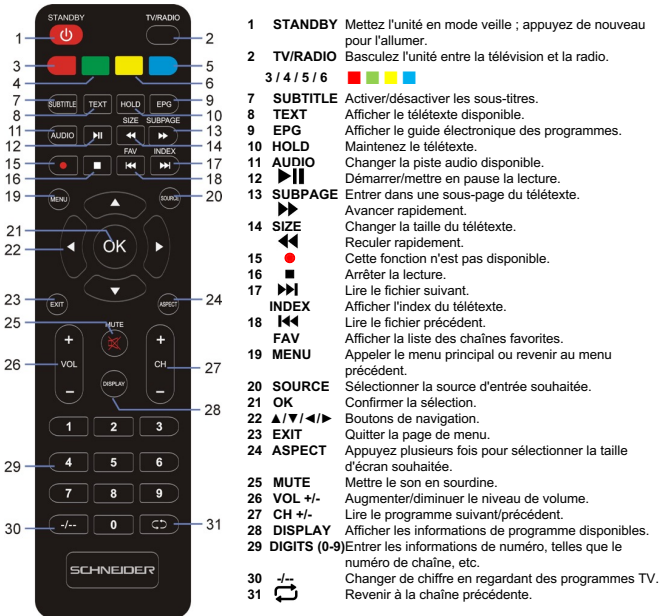 STANDBY
TV/RADIO
1
2
3
4
5
6
7
8
9
10
SUBTITLE
TEXT
HOLD
EPG
SIZE SUBPAGE
11
12
13
14
AUDIO
FAV INDEX
15
16
17
18
19
MENU
SOURCE
20
21
22
OK
23
EXIT
ASPECT
24
25
MUTE
+
VOL
−
26
+
CH
−
27
DISPLAY
28
1 2 3
29
4 5 6
7 8 9
30
-/-- 0
31
SCHNEIDER
1 STANDBY Mettez l'unité en mode veille ; appuyez de nouveau
pour l'allumer.
2 TV/RADIO Basculez l'unité entre la télévision et la radio.
3 / 4 / 5 / 6
7 SUBTITLE Activer/désactiver les sous-titres.
8 TEXT Afficher le télétexte disponible.
9 EPG Afficher le guide électronique des programmes.
10 HOLD Maintenez le télétexte.
11 AUDIO Changer la piste audio disponible.
12 Démarrer/mettre en pause la lecture.
13 SUBPAGE Entrer dans une sous-page du télétexte.
Avancer rapidement.
14 SIZE Changer la taille du télétexte.
Reculer rapidement.
15 Cette fonction n'est pas disponible.
16 Arrêter la lecture.
17 Lire le fichier suivant.
INDEX Afficher l'index du télétexte.
18 Lire le fichier précédent.
FAV Afficher la liste des chaînes favorites.
19 MENU Appeler le menu principal ou revenir au menu
précédent.
20 SOURCE Sélectionner la source d'entrée souhaitée.
21 OK Confirmer la sélection.
22 ▲/▼/◄/► Boutons de navigation.
23 EXIT Quitter la page de menu.
24 ASPECT Appuyez plusieurs fois pour sélectionner la taille
d'écran souhaitée.
25 MUTE Mettre le son en sourdine.
26 VOL +/- Augmenter/diminuer le niveau de volume.
27 CH +/- Lire le programme suivant/précédent.
28 DISPLAY Afficher les informations de programme disponibles.
29 DIGITS (0-9) Entrer les informations de numéro, telles que le
numéro de chaîne, etc.
30 -/-- Changer de chiffre en regardant des programmes TV.
31 Revenir à la chaîne précédente.